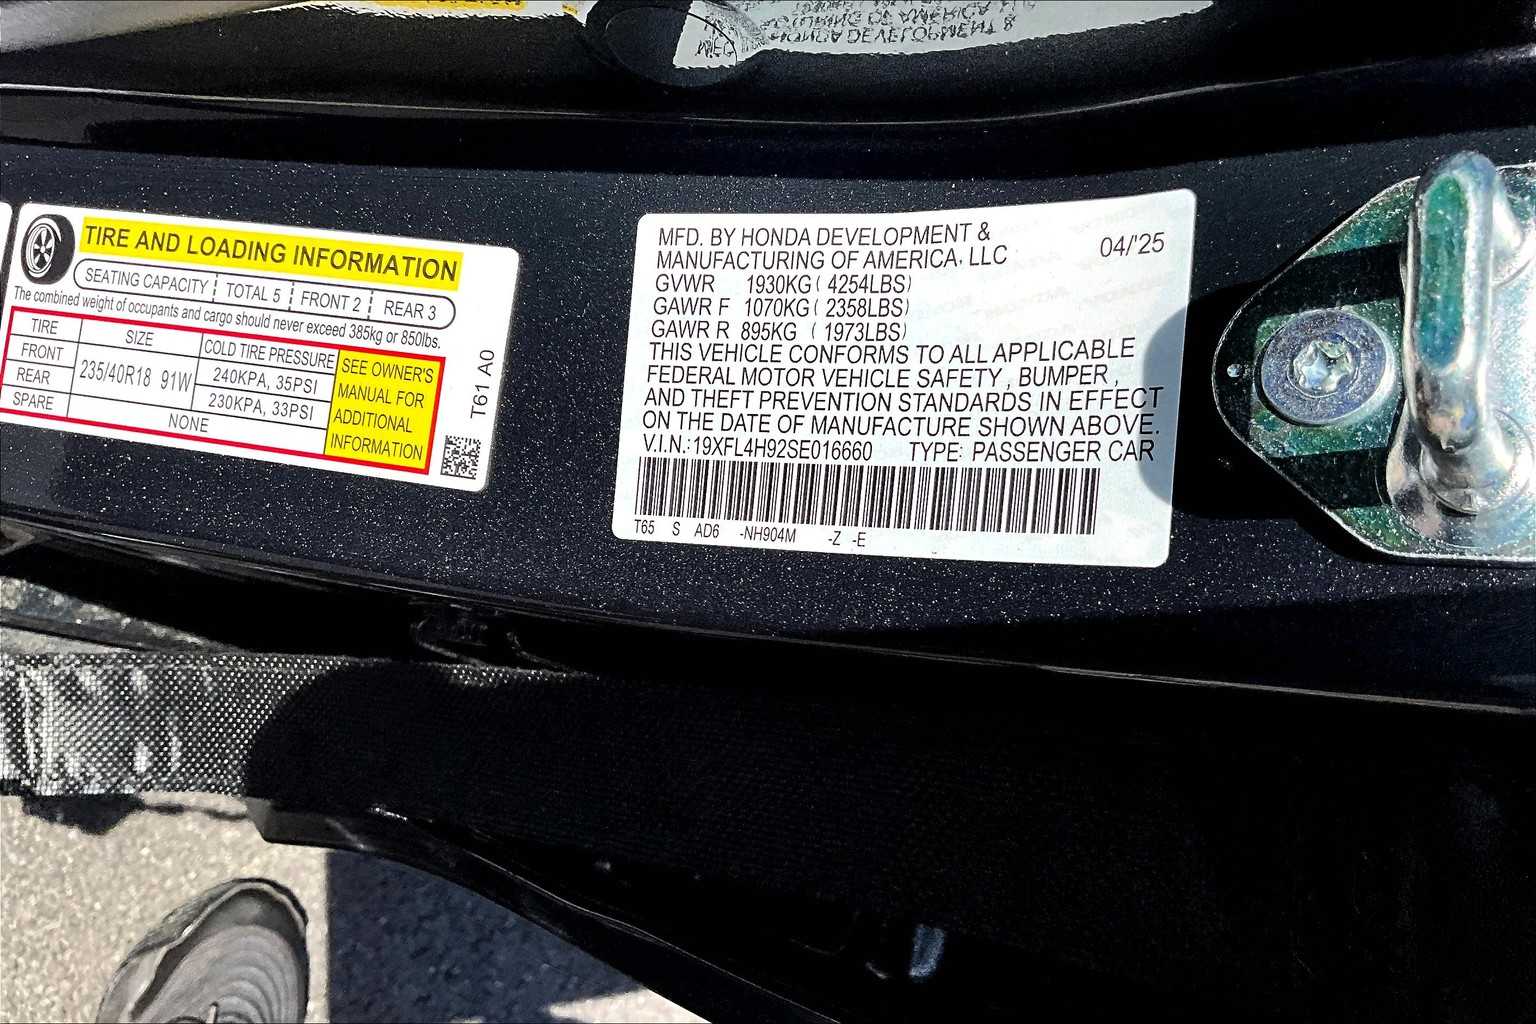 TIRE AND LOADING INFORMATION
SEATING CAPACITY TOTAL 5 FRONT 2 REAR 3
The combined weight of occupants and cargo should never exceed 385kg or 850lbs.
TIRE SIZE COLD TIRE PRESSURE
FRONT 235/40R18 91W 240KPA, 35PSI
REAR 230KPA, 33PSI
SPARE NONE
SEE OWNER'S
MANUAL FOR
ADDITIONAL
INFORMATION
T61 A0
MFD. BY HONDA DEVELOPMENT &
MANUFACTURING OF AMERICA, LLC 04/'25
GVWR 1930KG ( 4254LBS)
GAWR F 1070KG ( 2358LBS)
GAWR R 895KG ( 1973LBS)
THIS VEHICLE CONFORMS TO ALL APPLICABLE
FEDERAL MOTOR VEHICLE SAFETY, BUMPER,
AND THEFT PREVENTION STANDARDS IN EFFECT
ON THE DATE OF MANUFACTURE SHOWN ABOVE.
V.I.N.:19XFL4H92SE016660 TYPE: PASSENGER CAR
T65 S AD6 -NH904M -Z -E